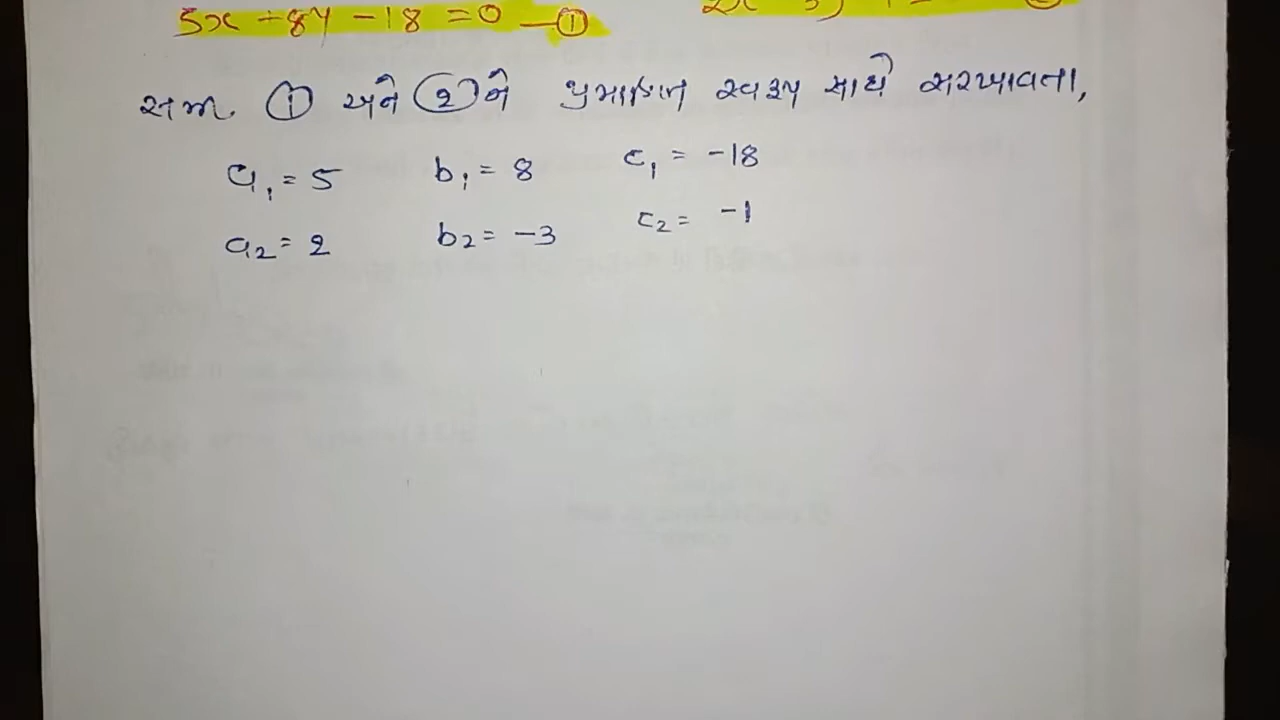 5x + 8y - 18 = 0 —①
સમી. ① અને ② ને પ્રમાણિત સ્વરૂપ સાથે સરખાવતા,
a₁ = 5 b₁ = 8 c₁ = -18
a₂ = 2 b₂ = -3 c₂ = -1